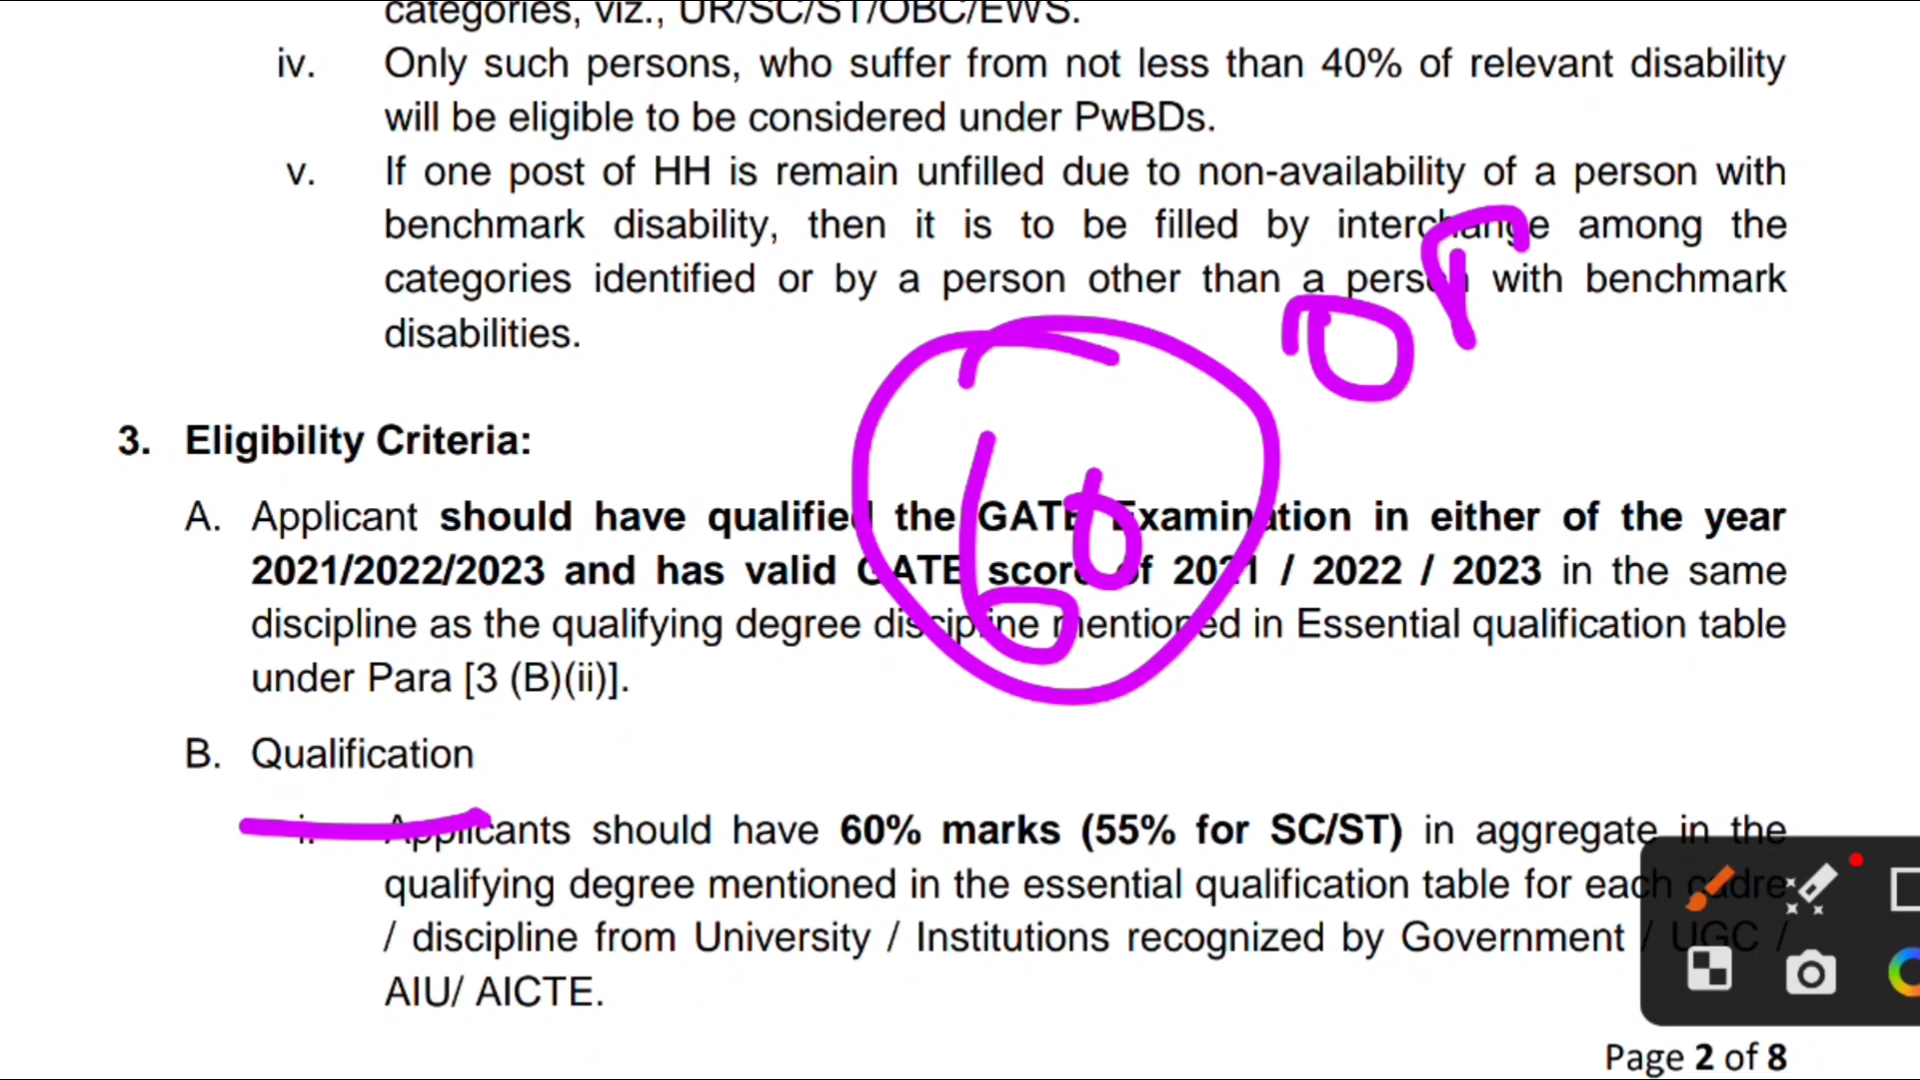 categories, viz., UR/SC/ST/OBC/EWS.
iv. Only such persons, who suffer from not less than 40% of relevant disability
will be eligible to be considered under PwBDs.
v. If one post of HH is remain unfilled due to non-availability of a person with
benchmark disability, then it is to be filled by interchange among the
categories identified or by a person other than a person with benchmark
disabilities.
or
60
3. Eligibility Criteria:
A. Applicant should have qualified the GATE Examination in either of the year
2021/2022/2023 and has valid GATE score of 2021 / 2022 / 2023 in the same
discipline as the qualifying degree discipline mentioned in Essential qualification table
under Para [3 (B)(ii)].
B. Qualification
i. Applicants should have 60% marks (55% for SC/ST) in aggregate in the
qualifying degree mentioned in the essential qualification table for each cadre
/ discipline from University / Institutions recognized by Government / UGC /
AIU/ AICTE.
Page 2 of 8